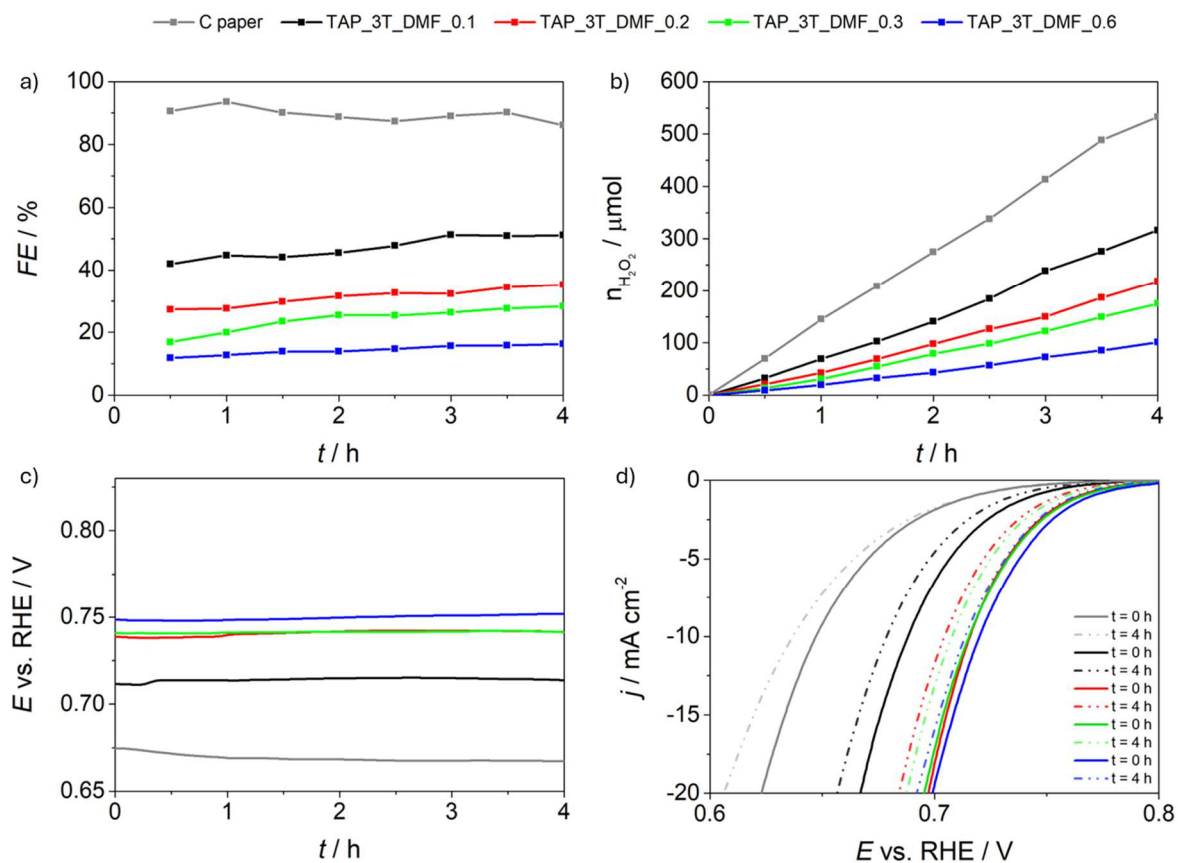 C paper TAP_3T_DMF_0.1 TAP_3T_DMF_0.2 TAP_3T_DMF_0.3 TAP_3T_DMF_0.6
a)
100
80
60
40
20
0
FE / %
0 1 2 3 4
t / h
b)
600
500
400
300
200
100
0
n_{H_2O_2} / μmol
0 1 2 3 4
t / h
c)
0.80
0.75
0.70
0.65
E vs. RHE / V
0 1 2 3 4
t / h
d)
0
-5
-10
-15
-20
j / mA cm⁻²
t = 0 h
t = 4 h
t = 0 h
t = 4 h
t = 0 h
t = 4 h
t = 0 h
t = 4 h
t = 0 h
t = 4 h
0.6 0.7 0.8
E vs. RHE / V